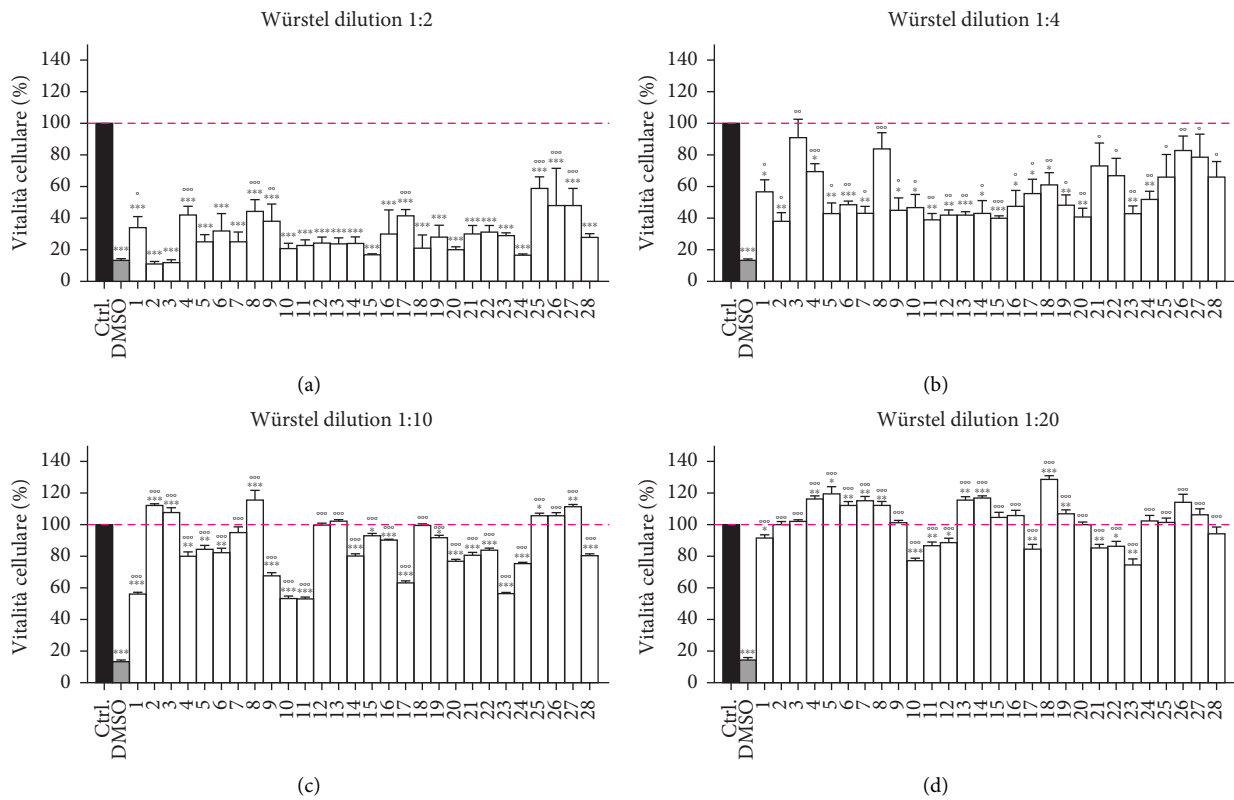 Würstel dilution 1:2
Vitalità cellulare (%)
140
120
100
80
60
40
20
0
Ctrl. DMSO 1 2 3 4 5 6 7 8 9 10 11 12 13 14 15 16 17 18 19 20 21 22 23 24 25 26 27 28
(a)
Würstel dilution 1:4
Vitalità cellulare (%)
140
120
100
80
60
40
20
0
Ctrl. DMSO 1 2 3 4 5 6 7 8 9 10 11 12 13 14 15 16 17 18 19 20 21 22 23 24 25 26 27 28
(b)
Würstel dilution 1:10
Vitalità cellulare (%)
140
120
100
80
60
40
20
0
Ctrl. DMSO 1 2 3 4 5 6 7 8 9 10 11 12 13 14 15 16 17 18 19 20 21 22 23 24 25 26 27 28
(c)
Würstel dilution 1:20
Vitalità cellulare (%)
140
120
100
80
60
40
20
0
Ctrl. DMSO 1 2 3 4 5 6 7 8 9 10 11 12 13 14 15 16 17 18 19 20 21 22 23 24 25 26 27 28
(d)